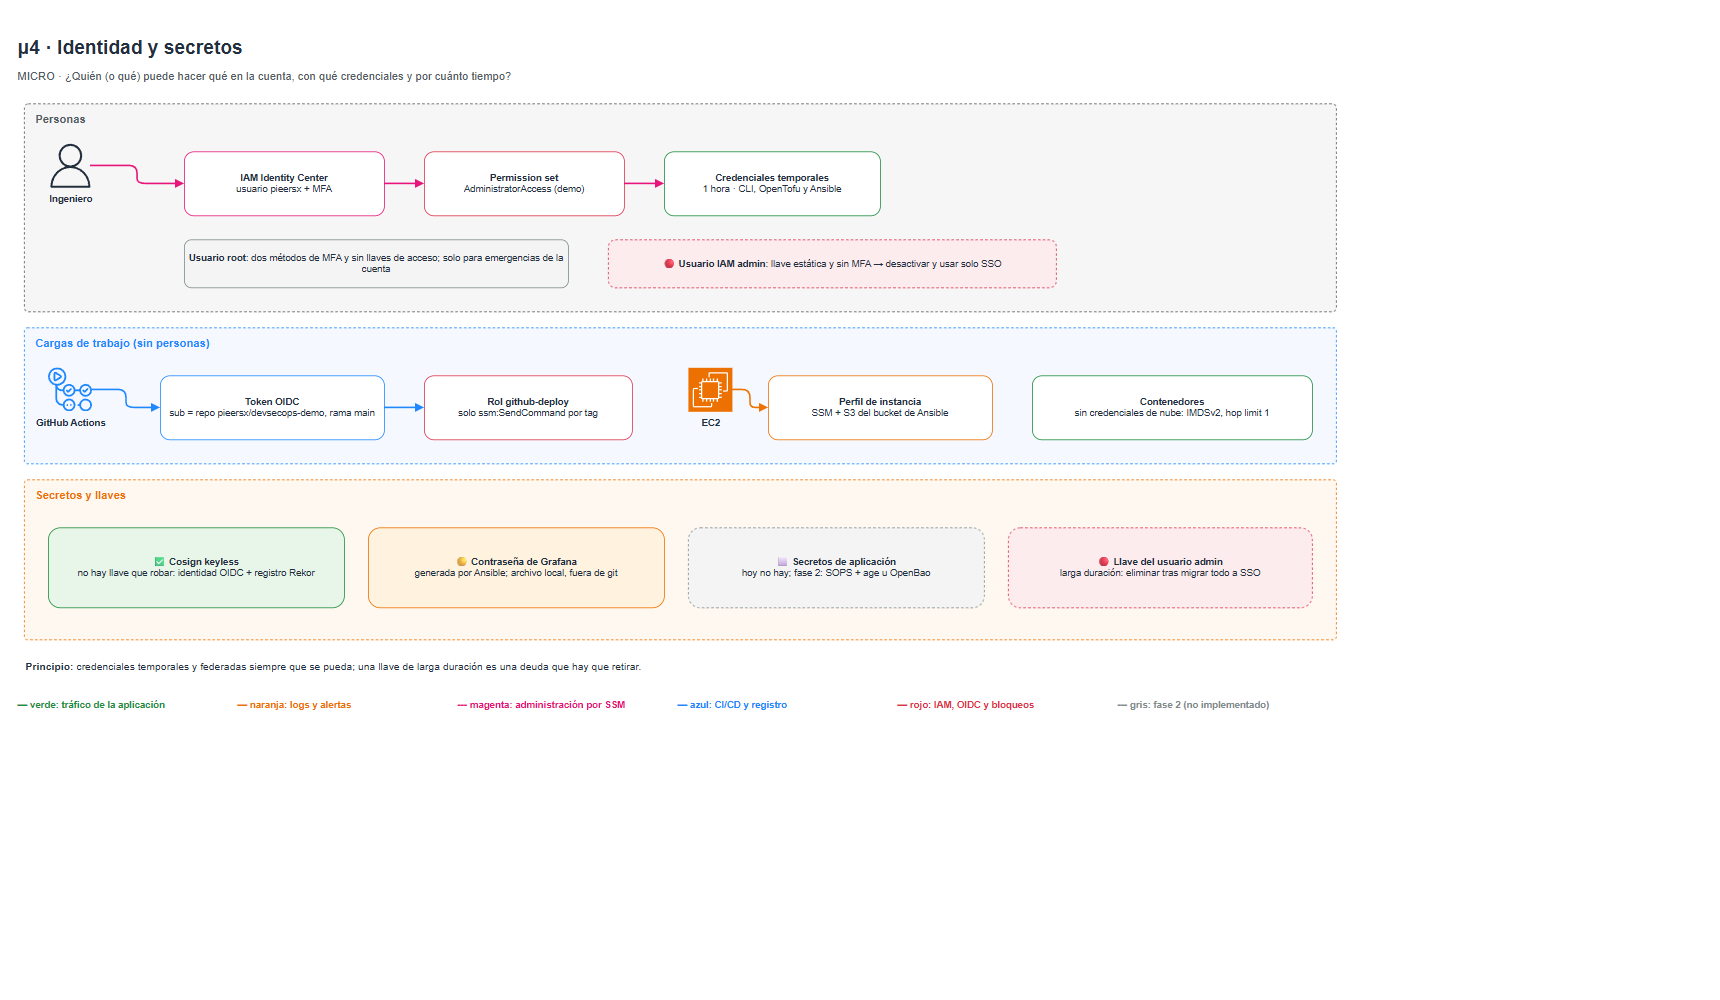 μ4 · Identidad y secretos
MICRO · ¿Quién (o qué) puede hacer qué en la cuenta, con qué credenciales y por cuánto tiempo?
Personas
Ingeniero
IAM Identity Center
usuario pieersx + MFA
Permission set
AdministratorAccess (demo)
Credenciales temporales
1 hora · CLI, OpenTofu y Ansible
Usuario root: dos métodos de MFA y sin llaves de acceso; solo para emergencias de la
cuenta
Usuario IAM admin: llave estática y sin MFA → desactivar y usar solo SSO
Cargas de trabajo (sin personas)
GitHub Actions
Token OIDC
sub = repo pieersx/devsecops-demo, rama main
Rol github-deploy
solo ssm:SendCommand por tag
EC2
Perfil de instancia
SSM + S3 del bucket de Ansible
Contenedores
sin credenciales de nube: IMDSv2, hop limit 1
Secretos y llaves
✅ Cosign keyless
no hay llave que robar: identidad OIDC + registro Rekor
Contraseña de Grafana
generada por Ansible; archivo local, fuera de git
Secretos de aplicación
hoy no hay; fase 2: SOPS + age u OpenBao
Llave del usuario admin
larga duración: eliminar tras migrar todo a SSO
Principio: credenciales temporales y federadas siempre que se pueda; una llave de larga duración es una deuda que hay que retirar.
— verde: tráfico de la aplicación
— naranja: logs y alertas
— magenta: administración por SSM
— azul: CI/CD y registro
— rojo: IAM, OIDC y bloqueos
— gris: fase 2 (no implementado)